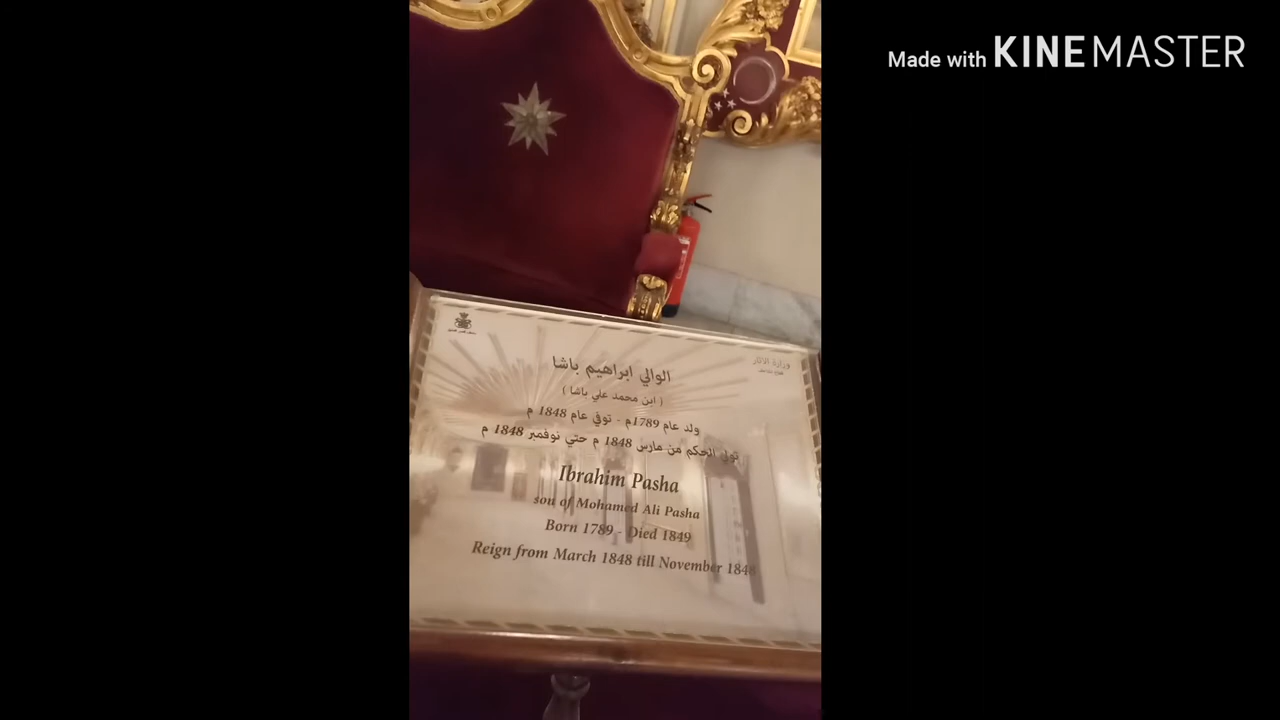 Made with KINEMASTER
وزارة الآثار
الوالي ابراهيم باشا
( ابن محمد علي باشا )
ولد عام 1789م - توفي عام 1848 م
تولى الحكم من مارس 1848 م حتي نوفمبر 1848 م
Ibrahim Pasha
son of Mohamed Ali Pasha
Born 1789 - Died 1849
Reign from March 1848 till November 1848